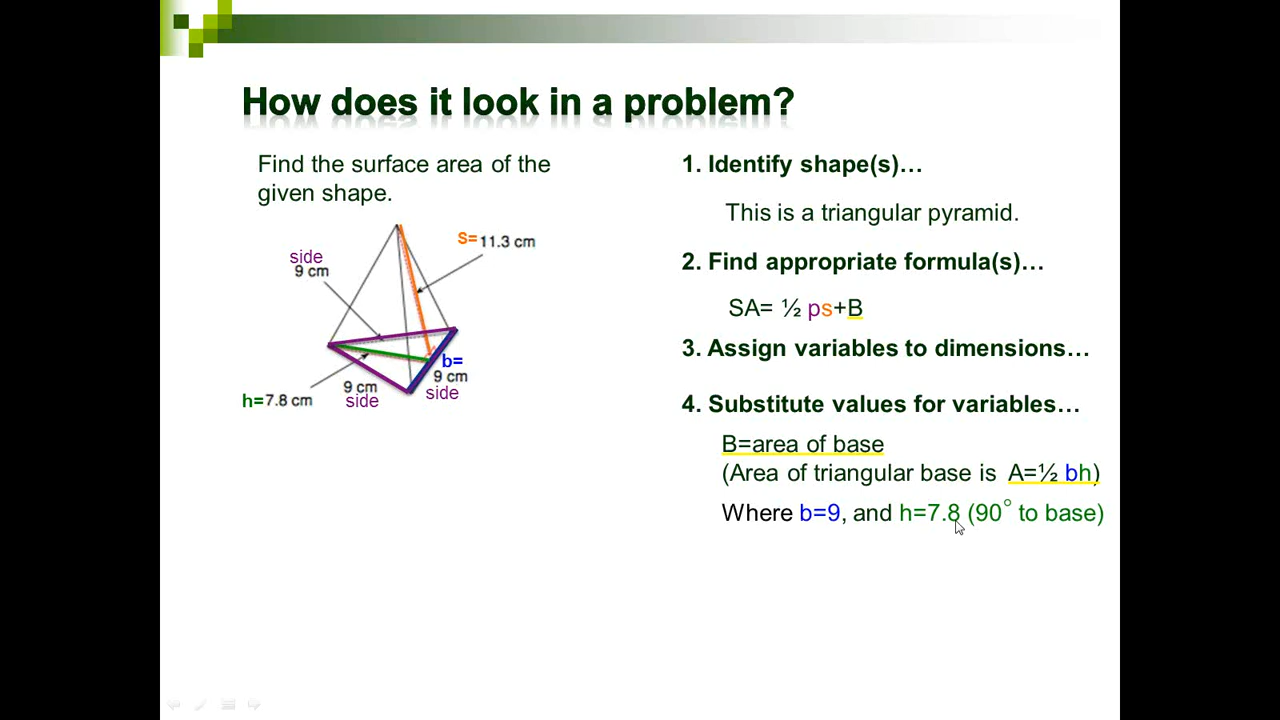 How does it look in a problem?
Find the surface area of the
given shape.
S= 11.3 cm
side
9 cm
b=
9 cm
side
9 cm
side
h= 7.8 cm
1. Identify shape(s)…
This is a triangular pyramid.
2. Find appropriate formula(s)…
SA= ½ ps+B
3. Assign variables to dimensions…
4. Substitute values for variables…
B=area of base
(Area of triangular base is A=½ bh)
Where b=9, and h=7.8 (90° to base)